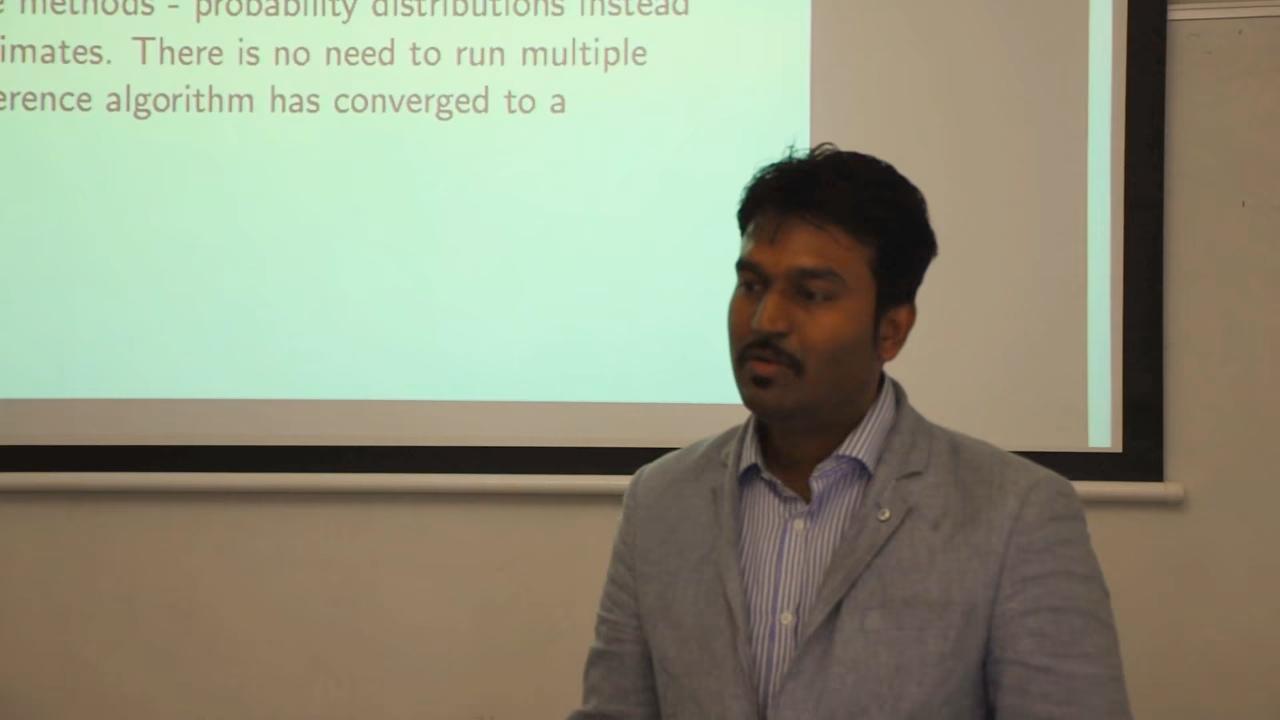 methods - probability distributions instead
imates. There is no need to run multiple
erence algorithm has converged to a